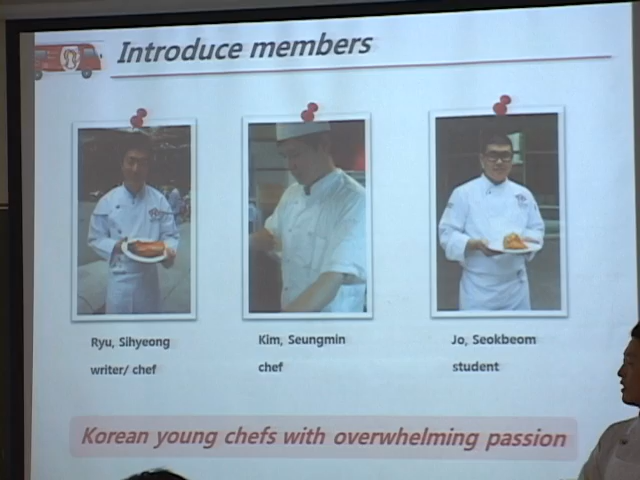 Introduce members
Ryu, Sihyeong
writer/ chef
Kim, Seungmin
chef
Jo, Seokbeom
student
Korean young chefs with overwhelming passion